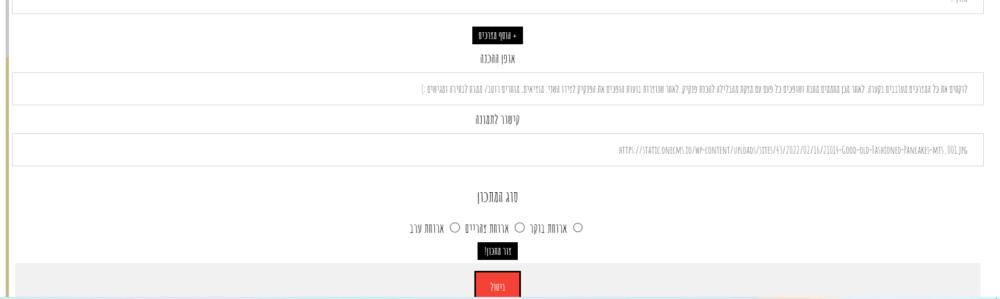 + הוסף מצרכים
אופן ההכנה
לוקחים את כל המצרכים מערבבים בקערה. לאחר מכן מחממים מחבת ושופכים כל פעם עם מצקת מהבלילה להכנת פנקיק. לאחר שנוצרות בועות הופכים את הפנקיק לצידו השני. מוציאים, מוחרים רוטב/ ממרח לבחירה ומגישים :)
קישור לתמונה
https://static.onecms.io/wp-content/uploads/sites/43/2022/02/16/21014-Good-old-Fashioned-Pancakes-mfs_001.jpg
סוג המתכון
ארוחת בוקר ארוחת צהריים ארוחת ערב
צור מתכון!
ביטול